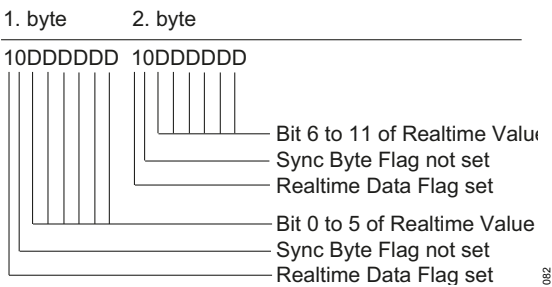 1. byte 2. byte
10DDDDDD 10DDDDDD
Bit 6 to 11 of Realtime Value
Sync Byte Flag not set
Realtime Data Flag set
Bit 0 to 5 of Realtime Value
Sync Byte Flag not set
Realtime Data Flag set
082